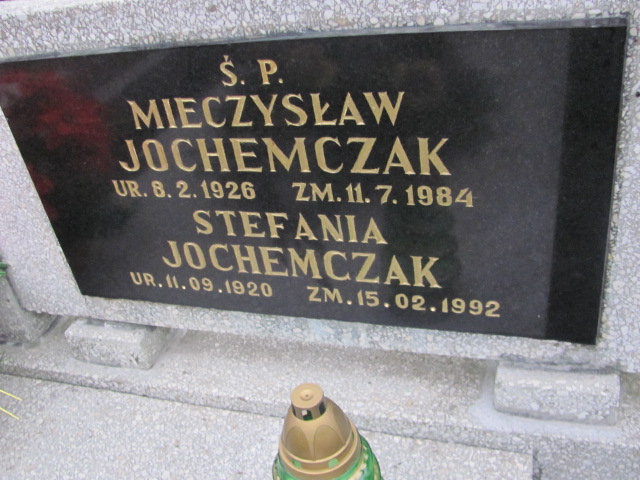 Ś. P.
MIECZYSŁAW
JOCHEMCZAK
UR. 8. 2. 1926 ZM. 11. 7. 1984
STEFANIA
JOCHEMCZAK
UR. 11. 09. 1920 ZM. 15. 02. 1992